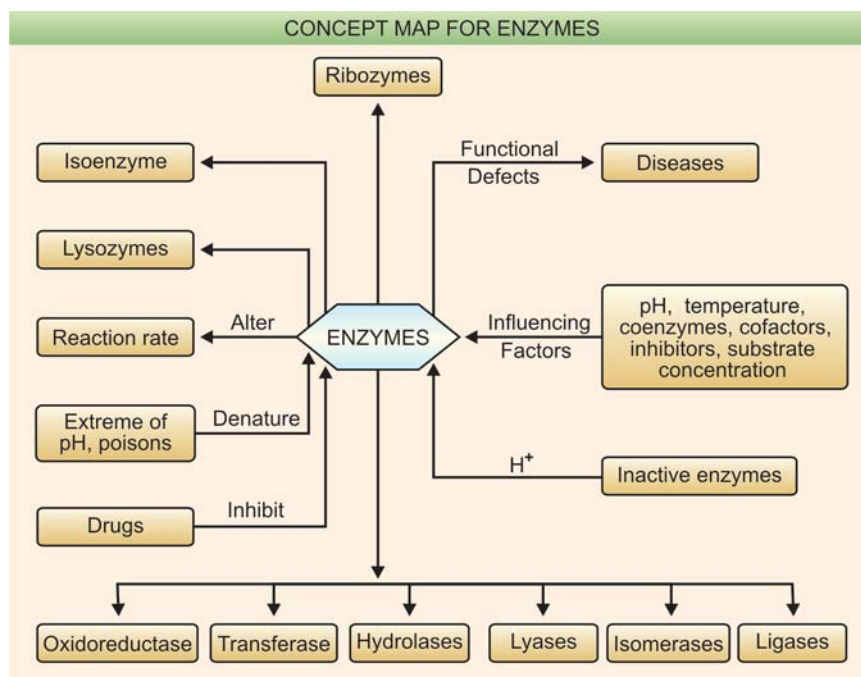 CONCEPT MAP FOR ENZYMES
Ribozymes
Isoenzyme
Functional
Defects
Diseases
Lysozymes
Reaction rate
Alter
ENZYMES
Influencing
Factors
pH, temperature,
coenzymes, cofactors,
inhibitors, substrate
concentration
Extreme of
pH, poisons
Denature
H⁺
Inactive enzymes
Drugs
Inhibit
Oxidoreductase
Transferase
Hydrolases
Lyases
Isomerases
Ligases